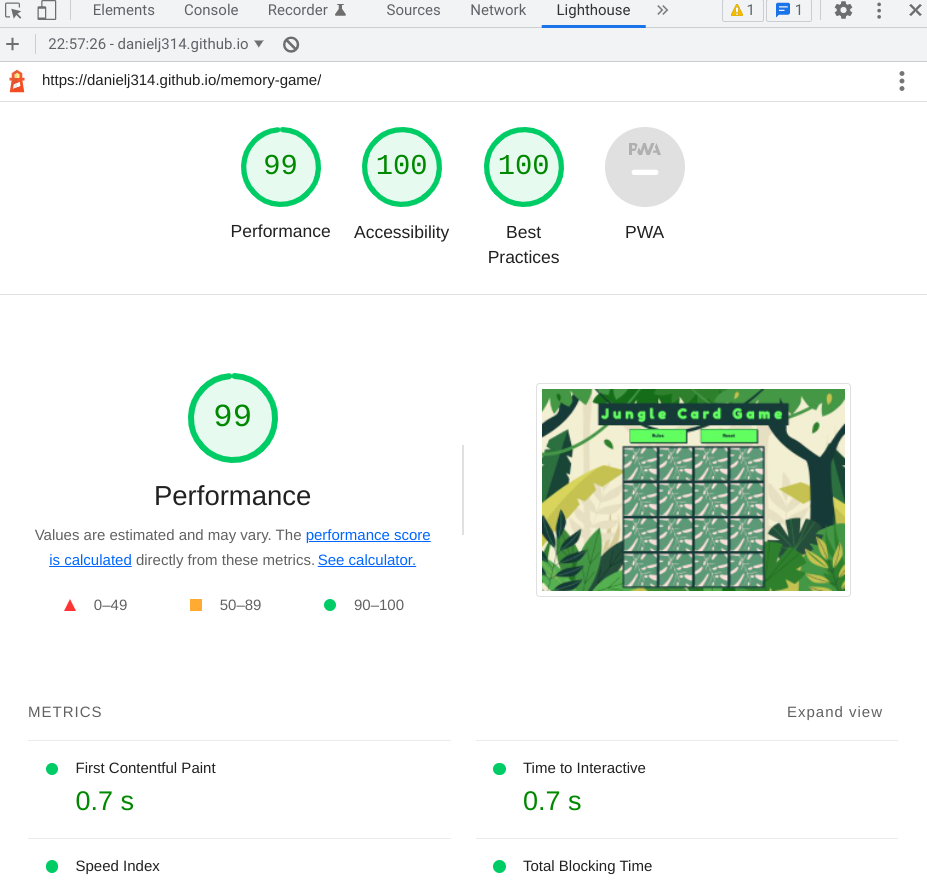 Elements Console Recorder Sources Network Lighthouse 1 1
22:57:26 - danielj314.github.io
https://danielj314.github.io/memory-game/
99 100 100 PWA
Performance Accessibility Best Practices PWA
99
Performance
Values are estimated and may vary. The performance score
is calculated directly from these metrics. See calculator.
0–49 50–89 90–100
Jungle Card Game
Rules Reset
METRICS Expand view
First Contentful Paint Time to Interactive
0.7 s 0.7 s
Speed Index Total Blocking Time